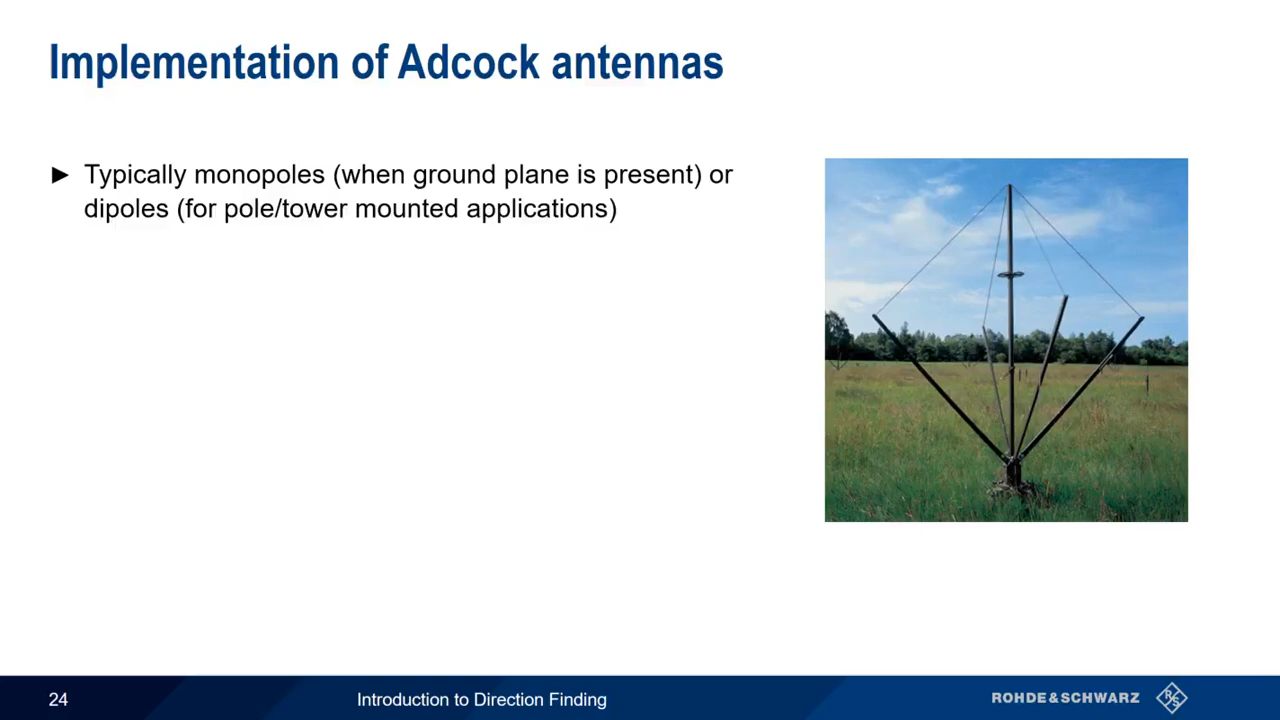 Implementation of Adcock antennas
► Typically monopoles (when ground plane is present) or
dipoles (for pole/tower mounted applications)
24
Introduction to Direction Finding
ROHDE&SCHWARZ
R&S